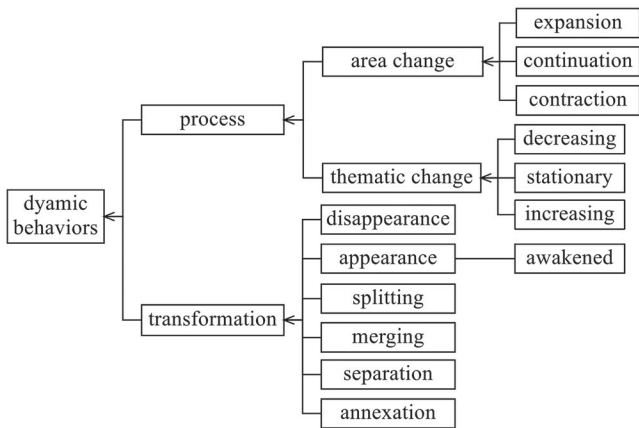 expansion
area change
continuation
contraction
process
decreasing
thematic change
stationary
increasing
dyamic
behaviors
disappearance
appearance
awakened
splitting
transformation
merging
separation
annexation